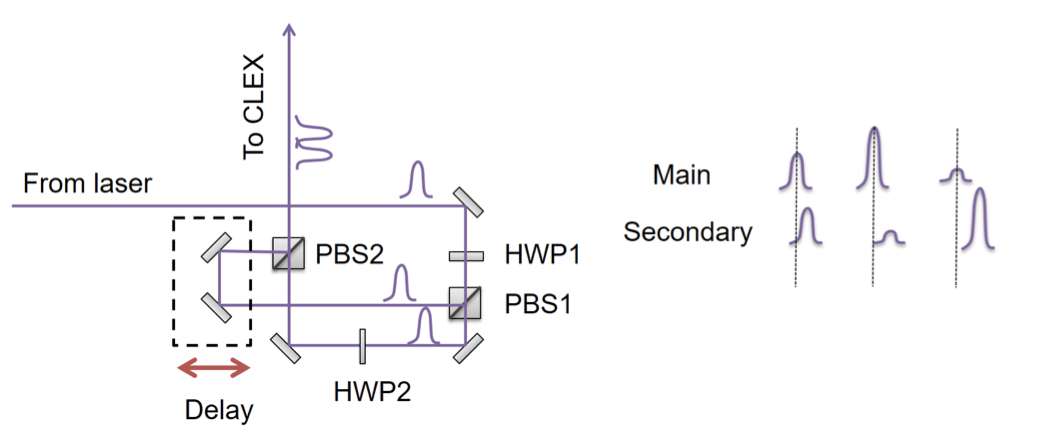 To CLEX
From laser
PBS2
HWP1
PBS1
HWP2
Delay
Main
Secondary